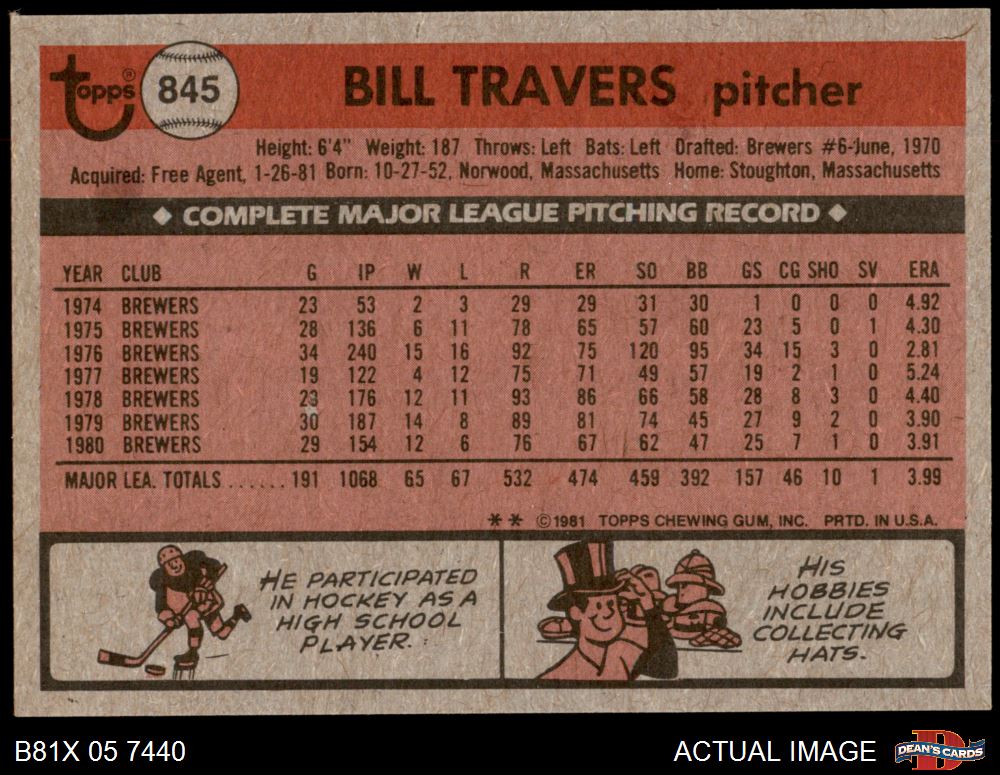 topps® 845 BILL TRAVERS pitcher
Height: 6'4" Weight: 187 Throws: Left Bats: Left Drafted: Brewers #6-June, 1970
Acquired: Free Agent, 1-26-81 Born: 10-27-52, Norwood, Massachusetts Home: Stoughton, Massachusetts
◆ COMPLETE MAJOR LEAGUE PITCHING RECORD ◆
YEAR CLUB G IP W L R ER SO BB GS CG SHO SV ERA
1974 BREWERS 23 53 2 3 29 29 31 30 1 0 0 0 4.92
1975 BREWERS 28 136 6 11 78 65 57 60 23 5 0 1 4.30
1976 BREWERS 34 240 15 16 92 75 120 95 34 15 3 0 2.81
1977 BREWERS 19 122 4 12 75 71 49 57 19 2 1 0 5.24
1978 BREWERS 28 176 12 11 93 86 66 58 28 8 3 0 4.40
1979 BREWERS 30 187 14 8 89 81 74 45 27 9 2 0 3.90
1980 BREWERS 29 154 12 6 76 67 62 47 25 7 1 0 3.91
MAJOR LEA. TOTALS ...... 191 1068 65 67 532 474 459 392 157 46 10 1 3.99
** ©1981 TOPPS CHEWING GUM, INC. PRTD. IN U.S.A.
HE PARTICIPATED
IN HOCKEY AS A
HIGH SCHOOL
PLAYER.
HIS
HOBBIES
INCLUDE
COLLECTING
HATS.
B81X 05 7440 ACTUAL IMAGE DEAN'S CARDS